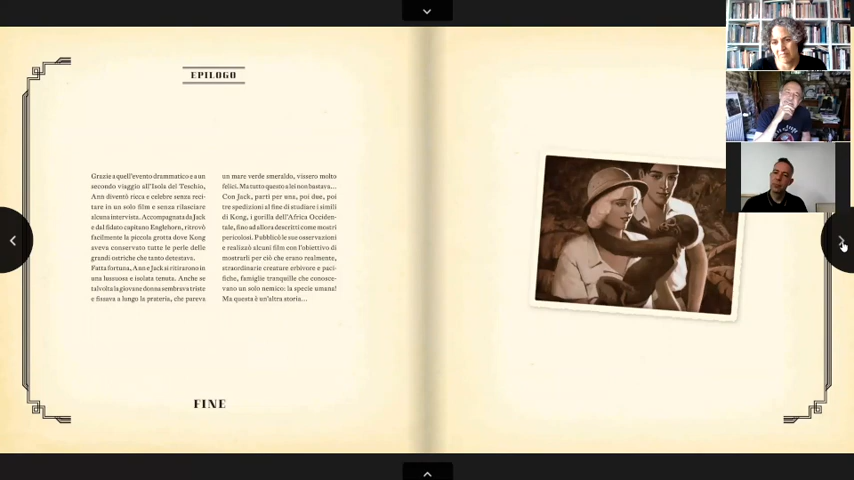 EPILOGO
Grazie a quell'evento drammatico e a un
secondo viaggio all'Isola del Teschio,
Ann diventò ricca e celebre senza reci-
tare in un solo film e senza rilasciare
alcuna intervista. Accompagnata da Jack
e dal fidato capitano Englehorn, ritrovò
facilmente la piccola grotta dove Kong
aveva conservato tutte le perle delle
grandi ostriche che tanto detestava.
Fatta fortuna, Ann e Jack si ritirarono in
una lussuosa e isolata tenuta. Anche se
talvolta la giovane donna sembrava triste
e fissava a lungo la prateria, che pareva
un mare verde smeraldo, vissero molto
felici. Ma tutto questo a lei non bastava...
Con Jack, partì per una, poi due, poi
tre spedizioni al fine di studiare i simili
di Kong, i gorilla dell'Africa Occiden-
tale, fino ad allora descritti come mostri
pericolosi. Pubblicò le sue osservazioni
e realizzò alcuni film con l'obiettivo di
mostrarli per ciò che erano realmente,
straordinarie creature erbivore e paci-
fiche, famiglie tranquille che conosce-
vano un solo nemico: la specie umana!
Ma questa è un'altra storia...
FINE